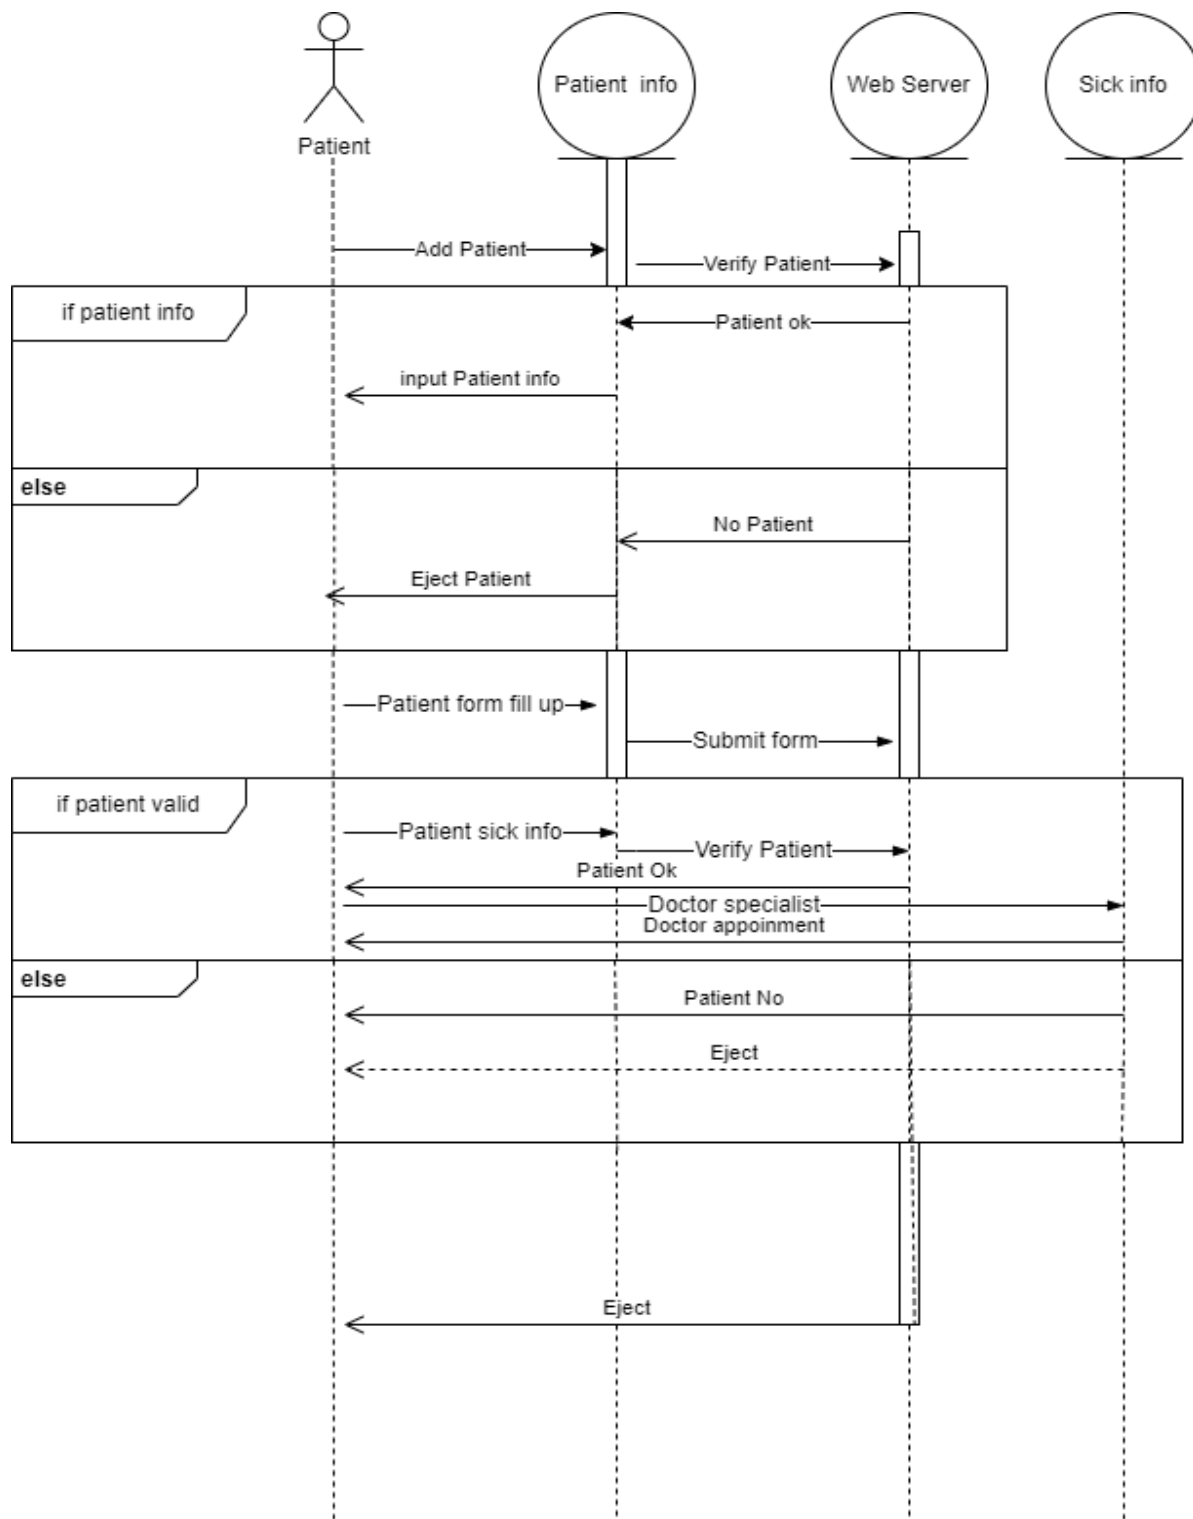 Patient
Patient info
Web Server
Sick info
Add Patient
Verify Patient
if patient info
Patient ok
input Patient info
else
No Patient
Eject Patient
Patient form fill up
Submit form
if patient valid
Patient sick info
Verify Patient
Patient Ok
Doctor specialist
Doctor appoinment
else
Patient No
Eject
Eject